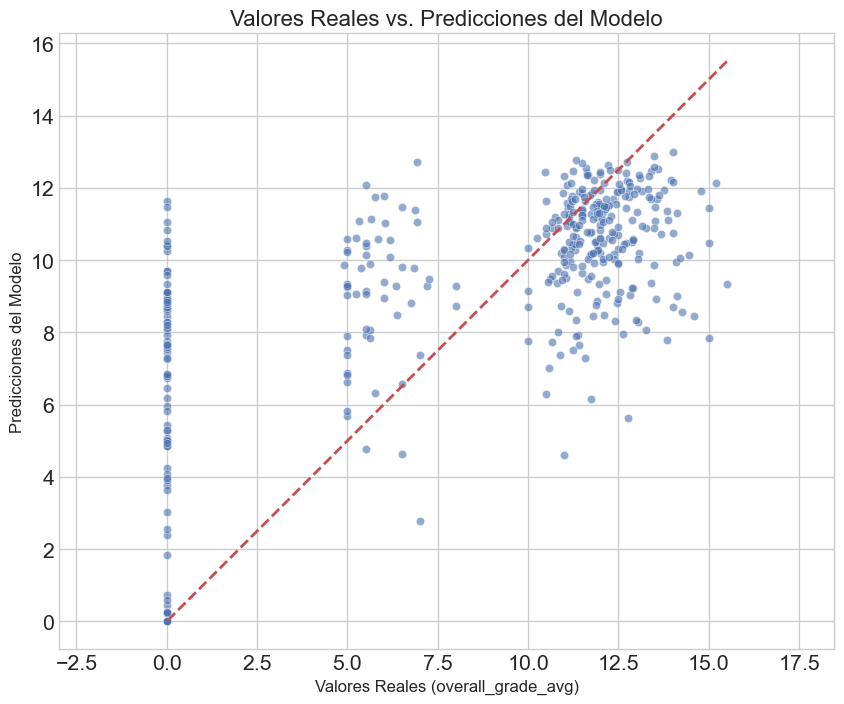 Valores Reales vs. Predicciones del Modelo
16
14
12
10
8
6
4
2
0
Predicciones del Modelo
−2.5 0.0 2.5 5.0 7.5 10.0 12.5 15.0 17.5
Valores Reales (overall_grade_avg)